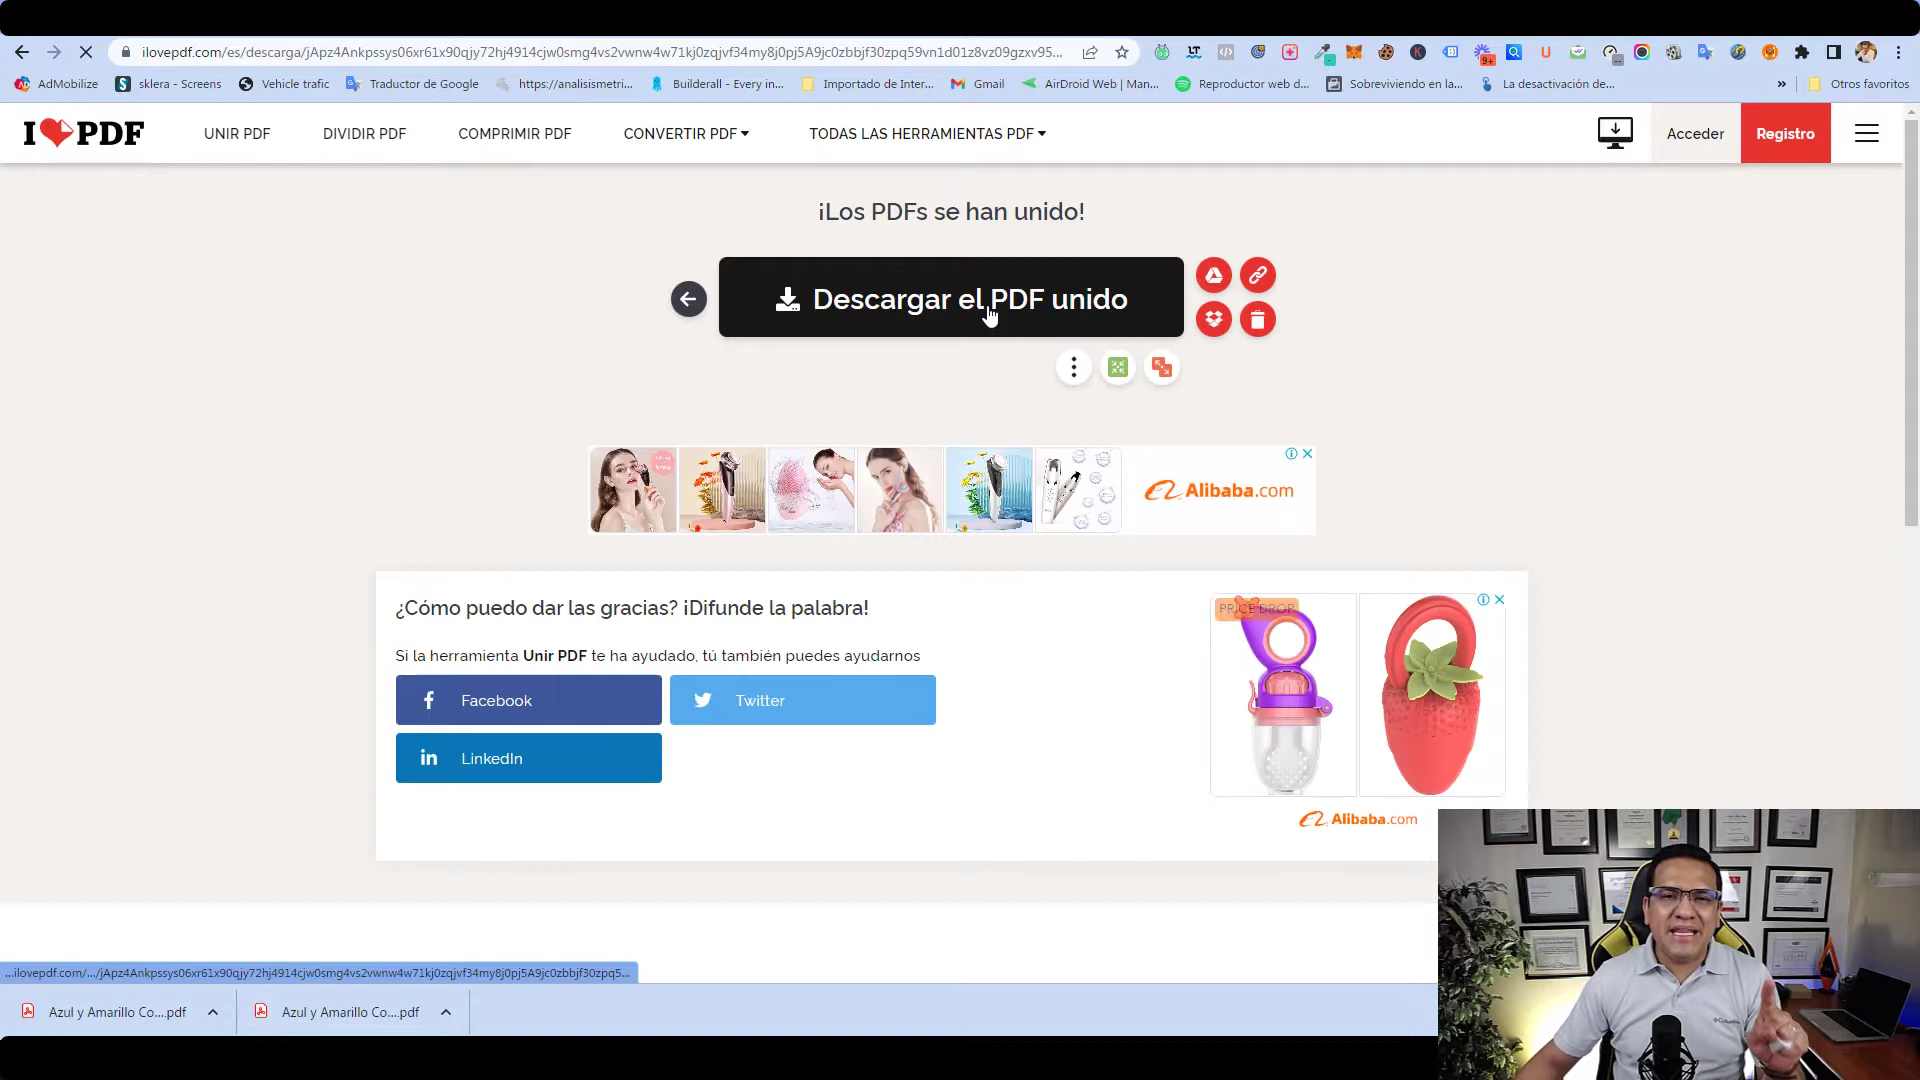 ilovepdf.com/es/descarga/jApz4Ankpssys06xr61x90qjy72hj4914cjw0smg4vs2vwnw4w71kj0zqjvf34my8j0pj5A9jc0zbbjf30zpq59vn1d01z8vz09gzxv95...
AdMobilize sklera - Screens Vehicle trafic Traductor de Google https://analisismetri... Builderall - Every in... Importado de Inter... Gmail AirDroid Web | Man... Reproductor web d... Sobreviviendo en la... La desactivación de... » Otros favoritos
I PDF UNIR PDF DIVIDIR PDF COMPRIMIR PDF CONVERTIR PDF TODAS LAS HERRAMIENTAS PDF Acceder Registro
¡Los PDFs se han unido!
Descargar el PDF unido
Alibaba.com
¿Cómo puedo dar las gracias? ¡Difunde la palabra!
PRICE DROP
Si la herramienta Unir PDF te ha ayudado, tú también puedes ayudarnos
Facebook Twitter
LinkedIn
Alibaba.com
...ilovepdf.com/.../jApz4Ankpssys06xr61x90qjy72hj4914cjw0smg4vs2vwnw4w71kj0zqjvf34my8j0pj5A9jc0zbbjf30zpq5...
Azul y Amarillo Co....pdf Azul y Amarillo Co....pdf